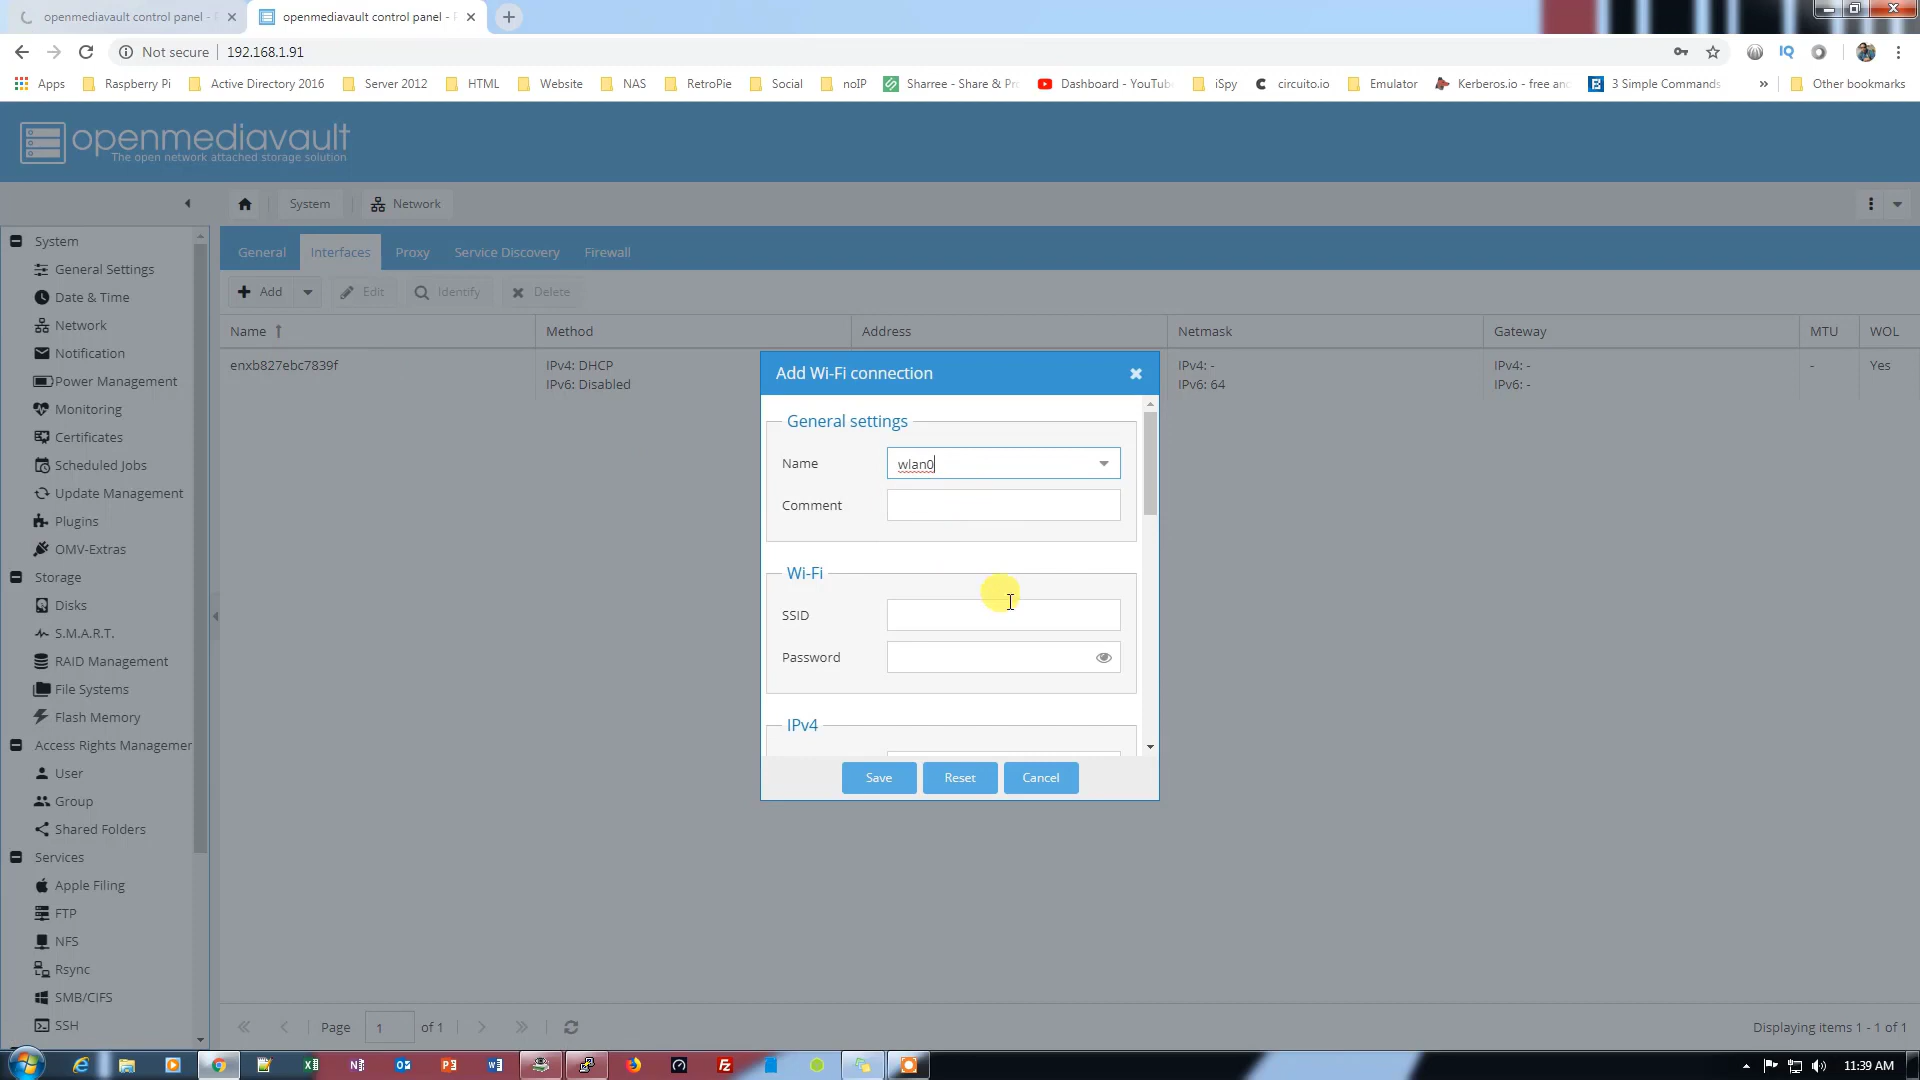 openmediavault control panel -
openmediavault control panel -
Not secure
192.168.1.91
Apps
Raspberry Pi
Active Directory 2016
Server 2012
HTML
Website
NAS
RetroPie
Social
noIP
Sharree - Share & Pr
Dashboard - YouTub
iSpy
circuito.io
Emulator
Kerberos.io - free and
3 Simple Commands
»
Other bookmarks
openmediavault
The open network attached storage solution
System
Network
System
General Settings
Date & Time
Network
Notification
Power Management
Monitoring
Certificates
Scheduled Jobs
Update Management
Plugins
OMV-Extras
Storage
Disks
S.M.A.R.T.
RAID Management
File Systems
Flash Memory
Access Rights Managemer
User
Group
Shared Folders
Services
Apple Filing
FTP
NFS
Rsync
SMB/CIFS
SSH
General
Interfaces
Proxy
Service Discovery
Firewall
Add
Edit
Identify
Delete
Name
Method
Address
Netmask
Gateway
MTU
WOL
enxb827ebc7839f
IPv4: DHCP
IPv6: Disabled
IPv4: -
IPv6: 64
IPv4: -
IPv6: -
-
Yes
Add Wi-Fi connection
General settings
Name
wlan0
Comment
Wi-Fi
SSID
Password
IPv4
Save
Reset
Cancel
Page
1
of 1
Displaying items 1 - 1 of 1
11:39 AM